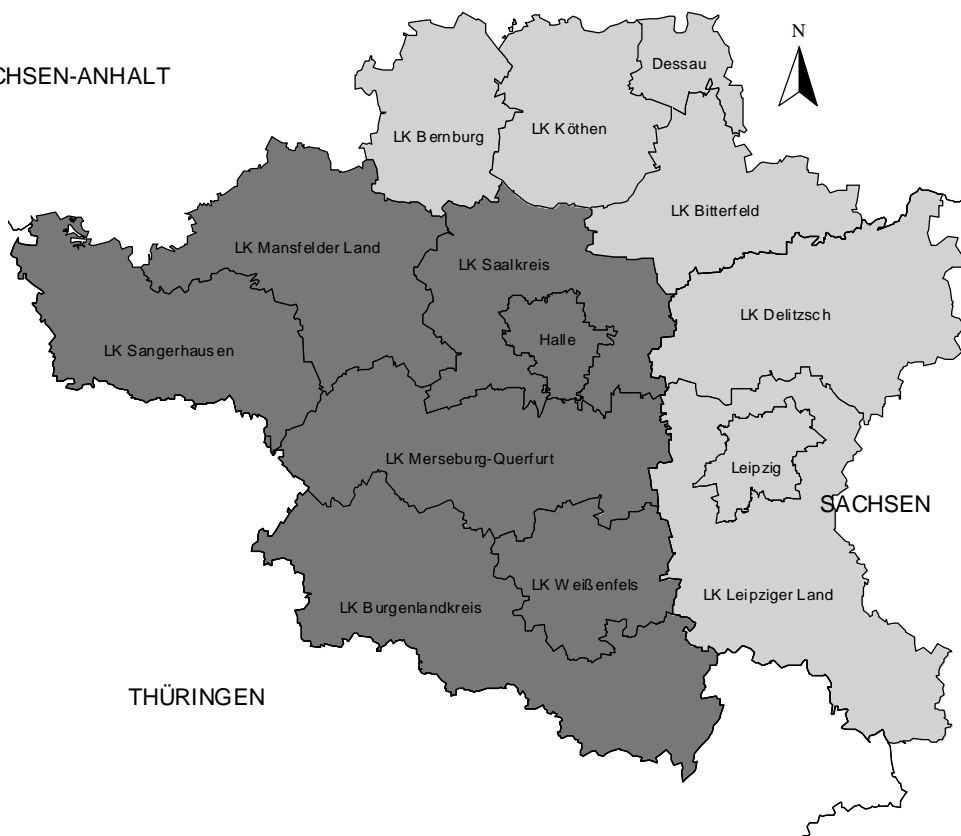 N
CHSEN-ANHALT
Dessau
LK Bernburg
LK Köthen
LK Bitterfeld
LK Mansfelder Land
LK Saalkreis
LK Delitzsch
Halle
LK Sangerhausen
LK Merseburg-Querfurt
Leipzig
SACHSEN
LK Weißenfels
LK Leipziger Land
LK Burgenlandkreis
THÜRINGEN